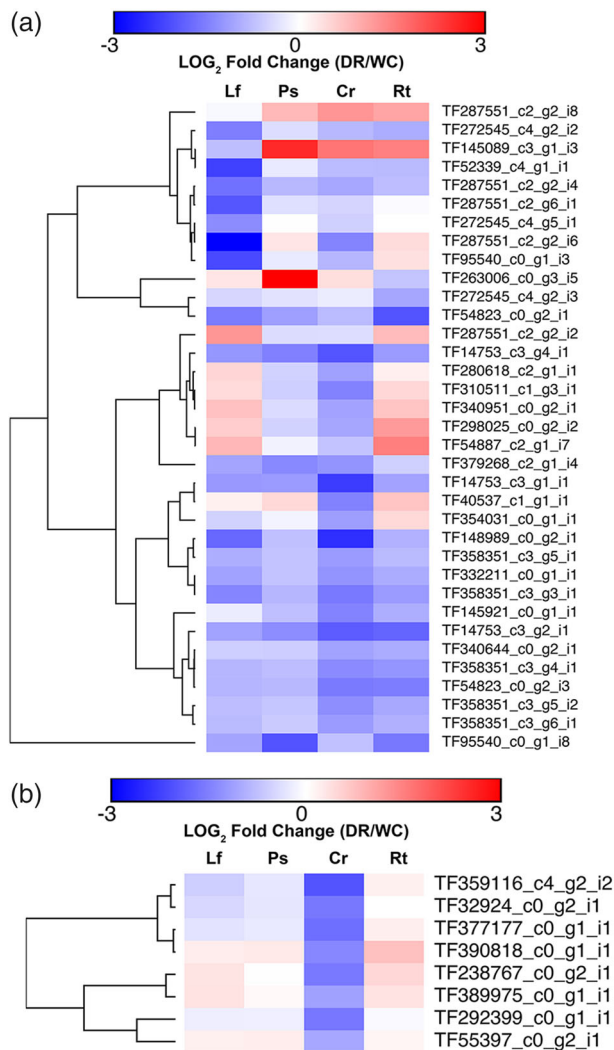 (a)
-3 0 3
LOG2 Fold Change (DR/WC)
Lf Ps Cr Rt
TF287551_c2_g2_i8
TF272545_c4_g2_i2
TF145089_c3_g1_i3
TF52339_c4_g1_i1
TF287551_c2_g2_i4
TF287551_c2_g6_i1
TF272545_c4_g5_i1
TF287551_c2_g2_i6
TF95540_c0_g1_i3
TF263006_c0_g3_i5
TF272545_c4_g2_i3
TF54823_c0_g2_i1
TF287551_c2_g2_i2
TF14753_c3_g4_i1
TF280618_c2_g1_i1
TF310511_c1_g3_i1
TF340951_c0_g2_i1
TF298025_c0_g2_i2
TF54887_c2_g1_i7
TF379268_c2_g1_i4
TF14753_c3_g1_i1
TF40537_c1_g1_i1
TF354031_c0_g1_i1
TF148989_c0_g2_i1
TF358351_c3_g5_i1
TF332211_c0_g1_i1
TF358351_c3_g3_i1
TF145921_c0_g1_i1
TF14753_c3_g2_i1
TF340644_c0_g2_i1
TF358351_c3_g4_i1
TF54823_c0_g2_i3
TF358351_c3_g5_i2
TF358351_c3_g6_i1
TF95540_c0_g1_i8
(b)
-3 0 3
LOG2 Fold Change (DR/WC)
Lf Ps Cr Rt
TF359116_c4_g2_i2
TF32924_c0_g2_i1
TF377177_c0_g1_i1
TF390818_c0_g1_i1
TF238767_c0_g2_i1
TF389975_c0_g1_i1
TF292399_c0_g1_i1
TF55397_c0_g2_i1